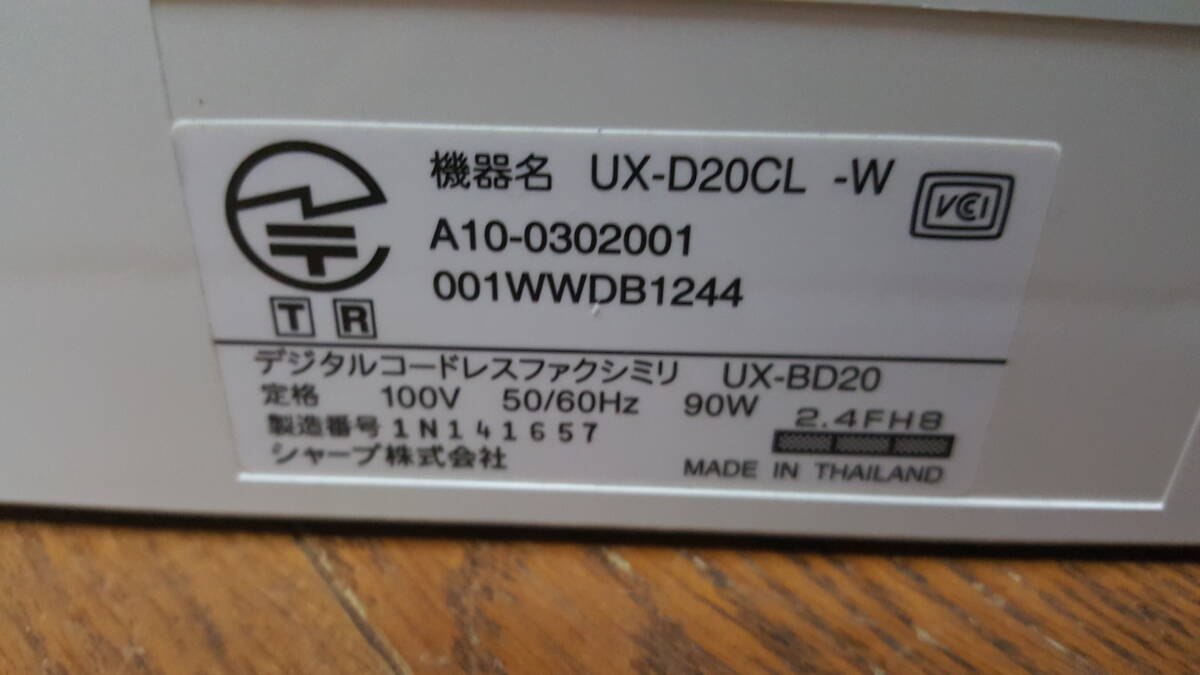 機器名 UX-D20CL -W
VCCI
A10-0302001
001WWDB1244
T R
デジタルコードレスファクシミリ UX-BD20
定格 100V 50/60Hz 90W
2.4FH8
製造番号 1N141657
シャープ株式会社
MADE IN THAILAND